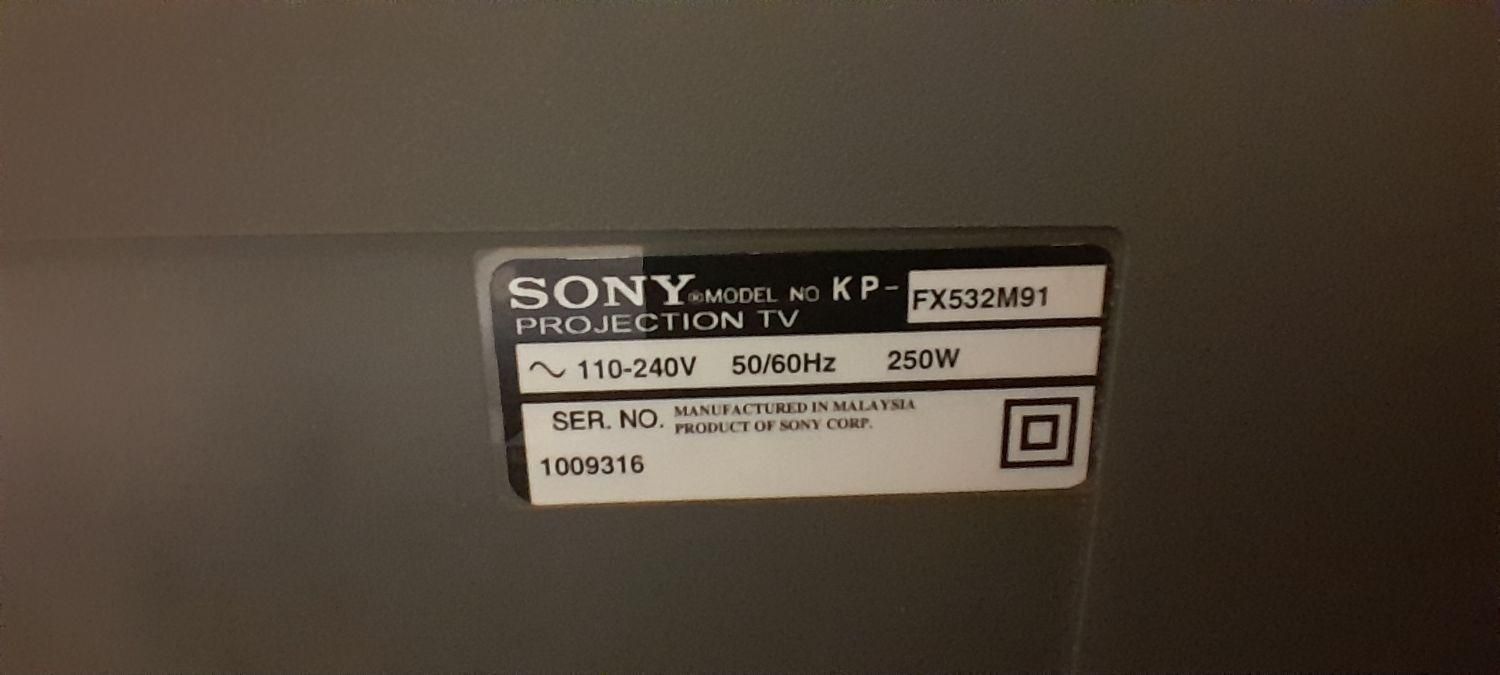 SONY® MODEL NO KP- FX532M91
PROJECTION TV
~ 110-240V 50/60Hz 250W
SER. NO. MANUFACTURED IN MALAYSIA
PRODUCT OF SONY CORP.
1009316